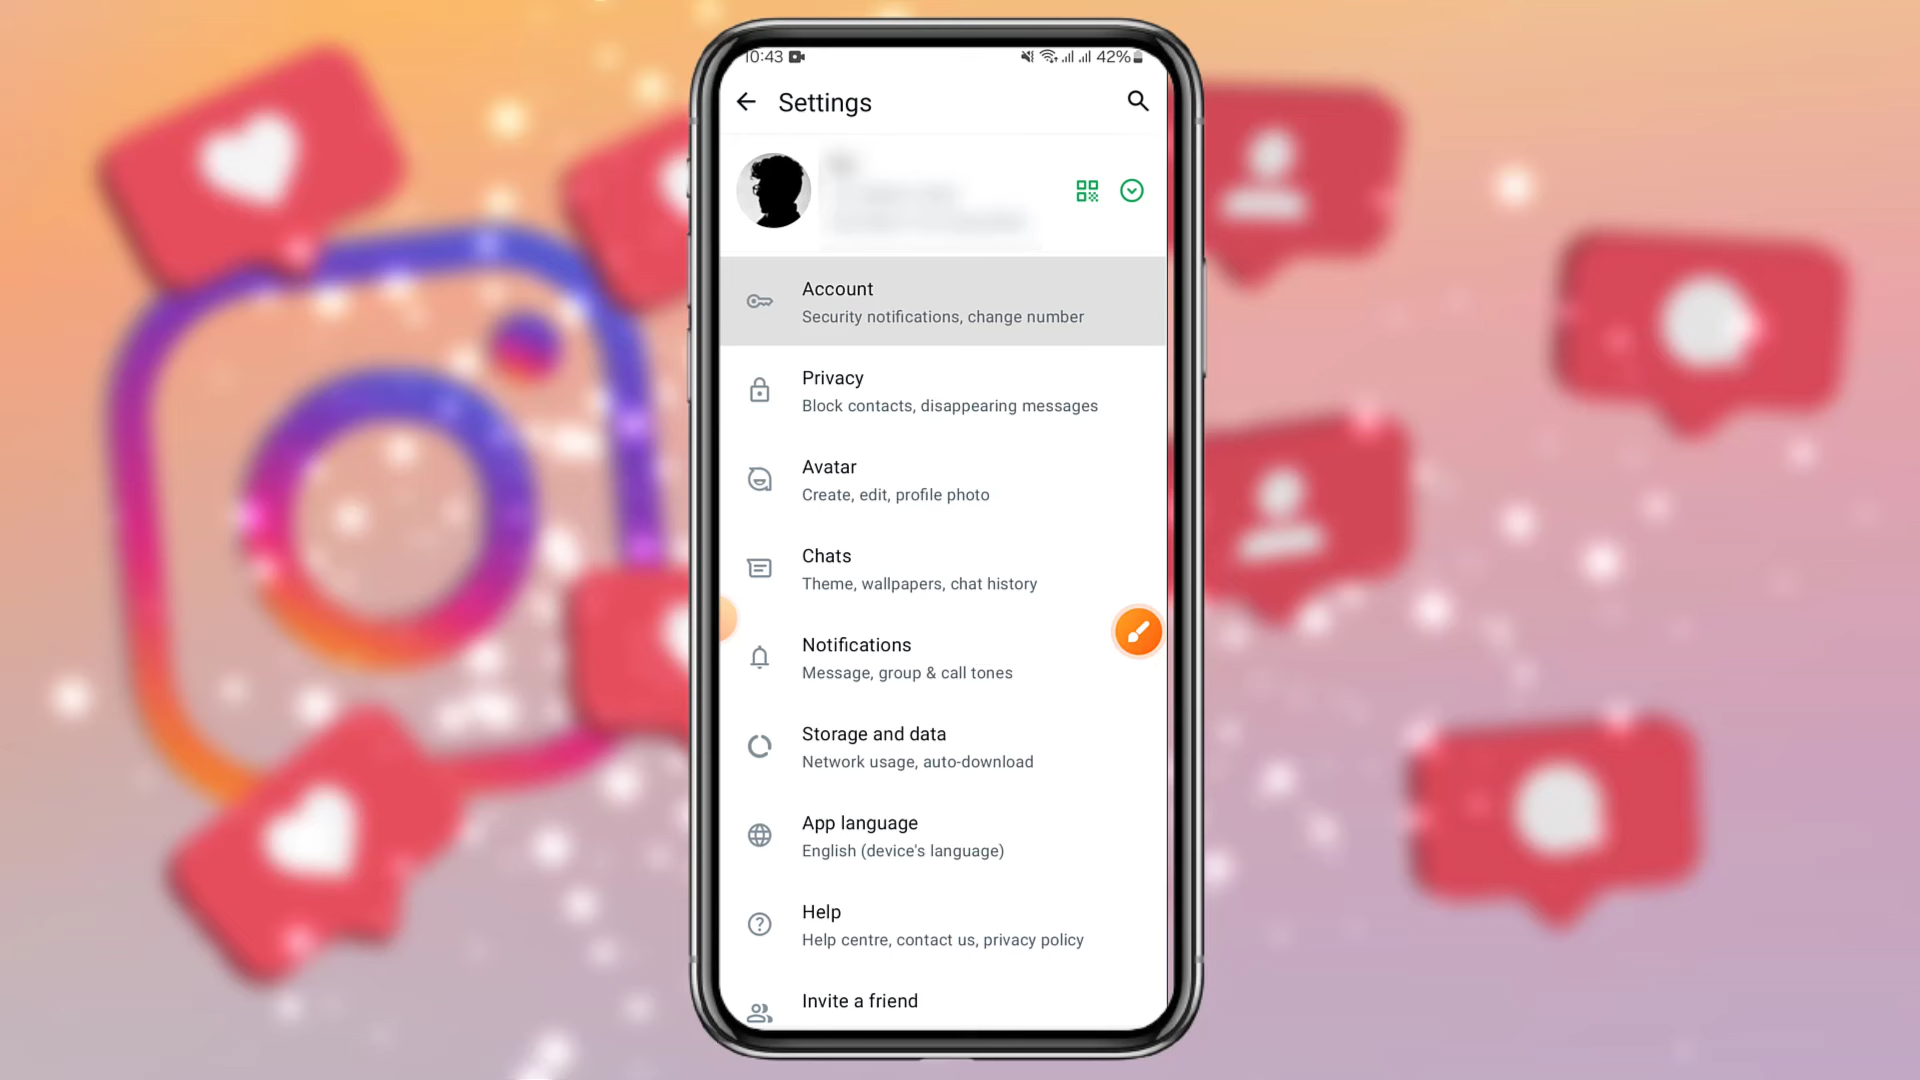 10:43
42%
Settings
Account
Security notifications, change number
Privacy
Block contacts, disappearing messages
Avatar
Create, edit, profile photo
Chats
Theme, wallpapers, chat history
Notifications
Message, group & call tones
Storage and data
Network usage, auto-download
App language
English (device's language)
Help
Help centre, contact us, privacy policy
Invite a friend